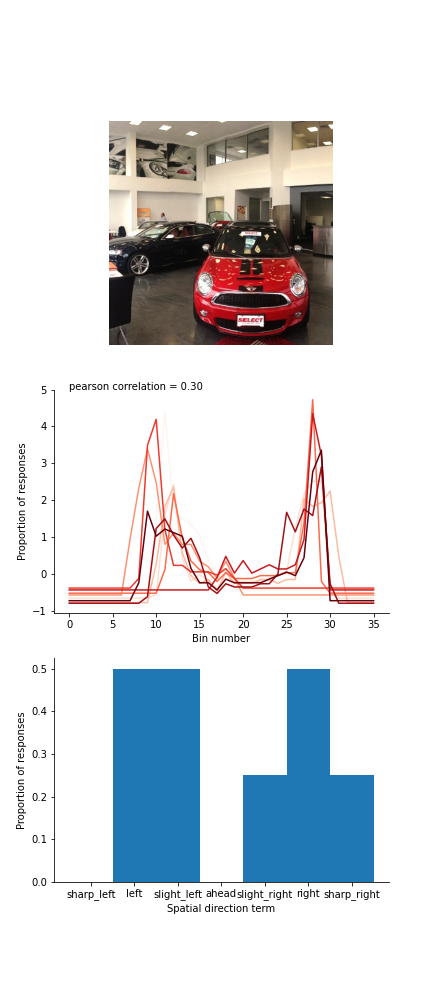 SELECT
pearson correlation = 0.30
Proportion of responses
5
4
3
2
1
0
−1
0 5 10 15 20 25 30 35
Bin number
Proportion of responses
0.5
0.4
0.3
0.2
0.1
0.0
sharp_left left slight_left ahead slight_right right sharp_right
Spatial direction term